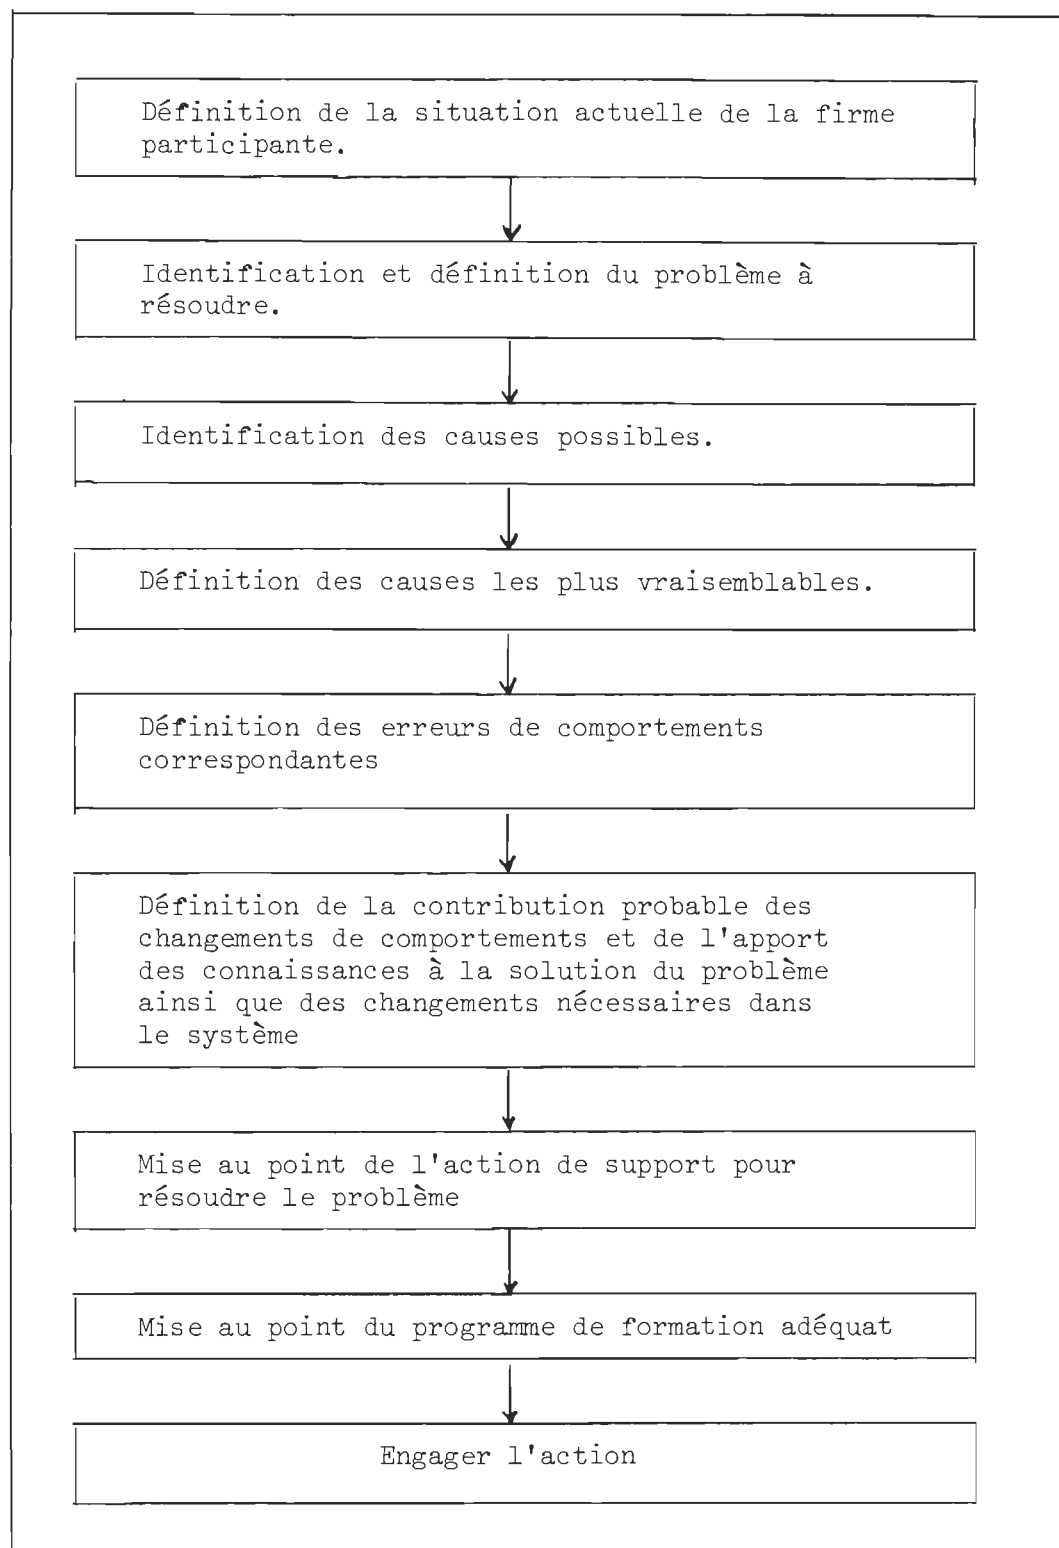 Définition de la situation actuelle de la firme
participante.
Identification et définition du problème à
résoudre.
Identification des causes possibles.
Définition des causes les plus vraisemblables.
Définition des erreurs de comportements
correspondantes
Définition de la contribution probable des
changements de comportements et de l'apport
des connaissances à la solution du problème
ainsi que des changements nécessaires dans
le système
Mise au point de l'action de support pour
résoudre le problème
Mise au point du programme de formation adéquat
Engager l'action